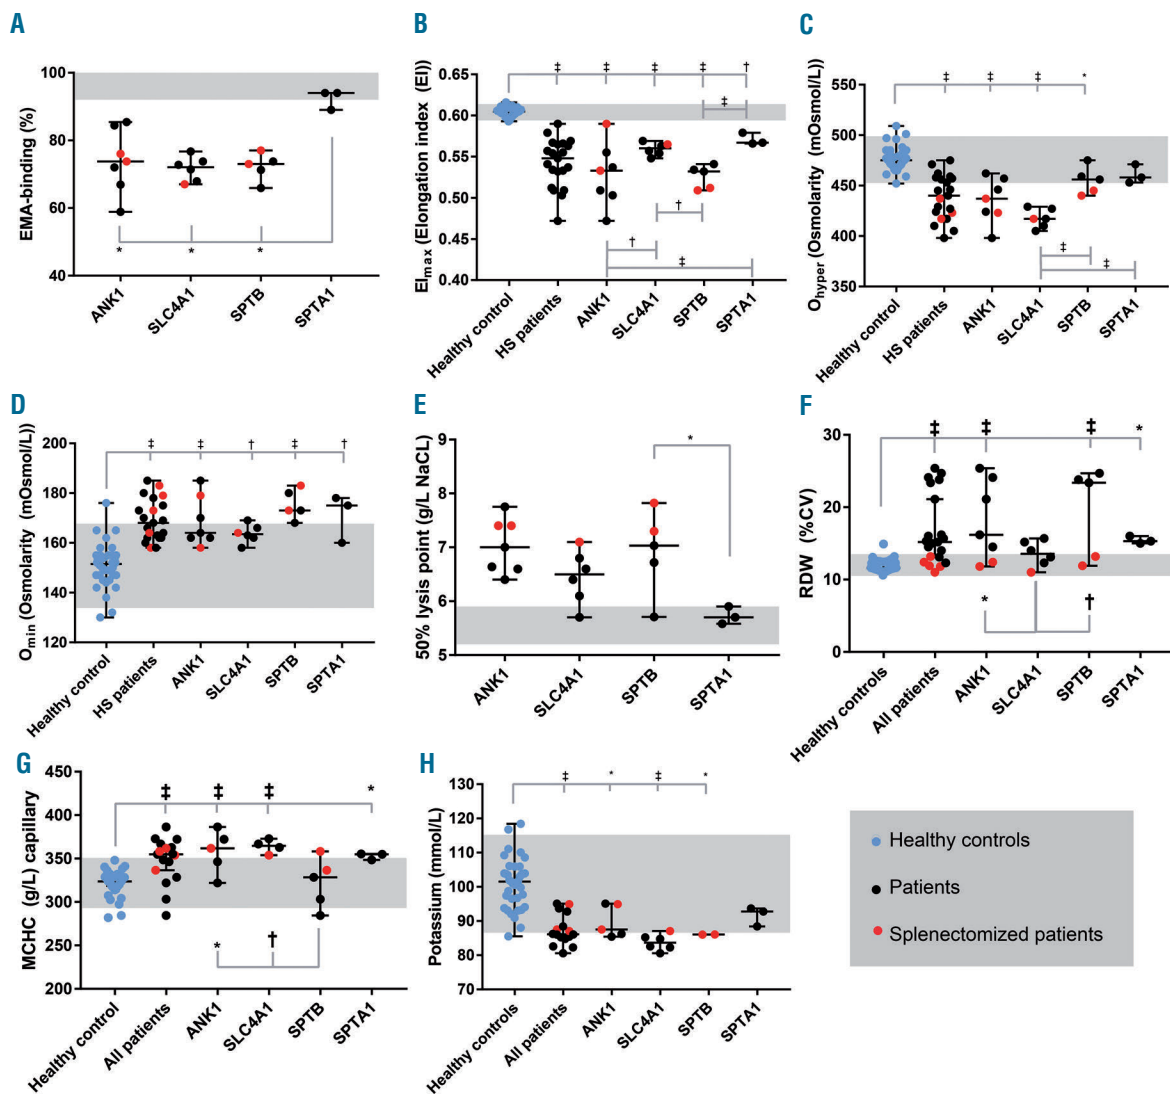 A
EMA-binding (%)
100
80
60
40
* * *
ANK1
SLC4A1
SPTB
SPTA1
B
EImax (Elongation index (EI))
0.65
0.60
0.55
0.50
0.45
0.40
‡ ‡ ‡ ‡ †
‡
†
†
‡
Healthy control
HS patients
ANK1
SLC4A1
SPTB
SPTA1
C
Ohyper (Osmolarity (mOsmol/L))
550
500
450
400
350
‡ ‡ ‡ *
‡
‡
Healthy control
HS patients
ANK1
SLC4A1
SPTB
SPTA1
D
Omin (Osmolarity (mOsmol/L))
200
180
160
140
120
‡ ‡ † ‡ †
Healthy control
HS patients
ANK1
SLC4A1
SPTB
SPTA1
E
50% lysis point (g/L NaCL)
9
8
7
6
5
*
ANK1
SLC4A1
SPTB
SPTA1
F
RDW (%CV)
30
20
10
0
‡ ‡ ‡ *
* †
Healthy controls
All patients
ANK1
SLC4A1
SPTB
SPTA1
G
MCHC (g/L) capillary
450
400
350
300
250
200
‡ ‡ ‡ *
* †
Healthy control
All patients
ANK1
SLC4A1
SPTB
SPTA1
H
Potassium (mmol/L)
130
120
110
100
90
80
70
‡ * ‡ *
Healthy controls
All patients
ANK1
SLC4A1
SPTB
SPTA1
Healthy controls
Patients
Splenectomized patients